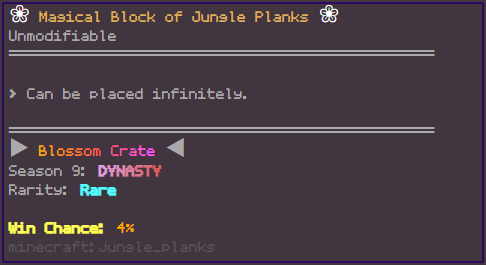 ❀ Magical Block of Jungle Planks ❀
Unmodifiable
> Can be placed infinitely.
▶ Blossom Crate ◀
Season 9: DYNASTY
Rarity: Rare
Win Chance: 4%
minecraft:jungle_planks